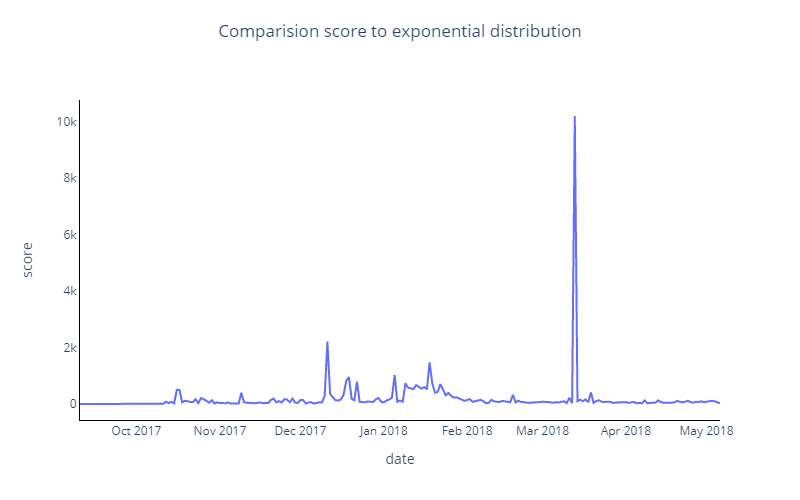 Comparision score to exponential distribution
score
10k
8k
6k
4k
2k
0
Oct 2017 Nov 2017 Dec 2017 Jan 2018 Feb 2018 Mar 2018 Apr 2018 May 2018
date